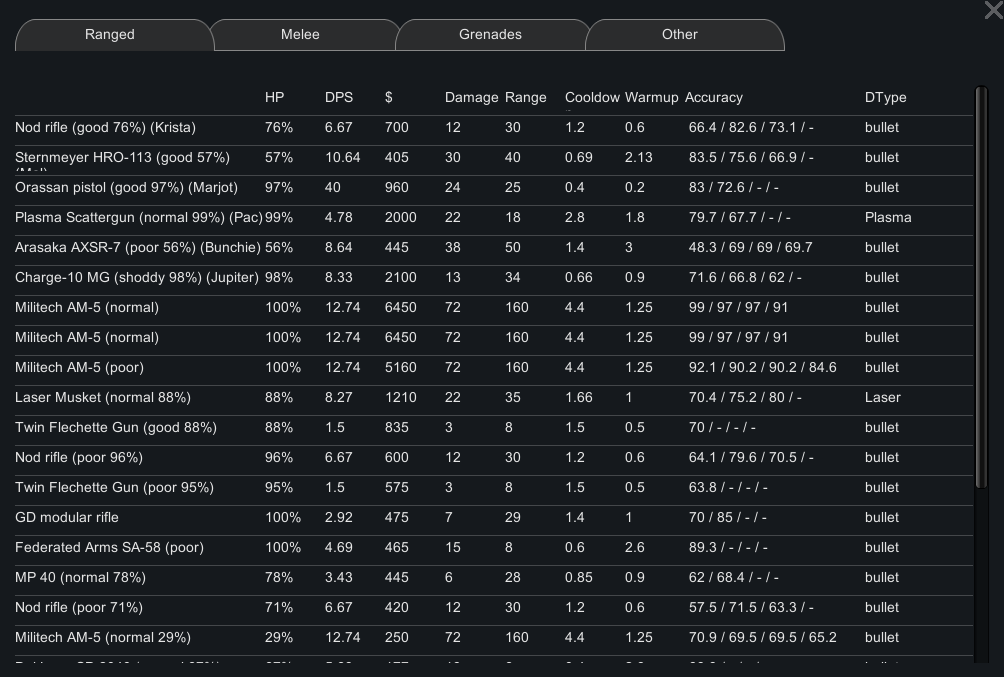 Ranged Melee Grenades Other
HP DPS $ Damage Range Cooldow Warmup Accuracy DType
Nod rifle (good 76%) (Krista) 76% 6.67 700 12 30 1.2 0.6 66.4 / 82.6 / 73.1 / - bullet
Sternmeyer HRO-113 (good 57%) 57% 10.64 405 30 40 0.69 2.13 83.5 / 75.6 / 66.9 / - bullet
Orassan pistol (good 97%) (Marjot) 97% 40 960 24 25 0.4 0.2 83 / 72.6 / - / - bullet
Plasma Scattergun (normal 99%) (Pac) 99% 4.78 2000 22 18 2.8 1.8 79.7 / 67.7 / - / - Plasma
Arasaka AXSR-7 (poor 56%) (Bunchie) 56% 8.64 445 38 50 1.4 3 48.3 / 69 / 69 / 69.7 bullet
Charge-10 MG (shoddy 98%) (Jupiter) 98% 8.33 2100 13 34 0.66 0.9 71.6 / 66.8 / 62 / - bullet
Militech AM-5 (normal) 100% 12.74 6450 72 160 4.4 1.25 99 / 97 / 97 / 91 bullet
Militech AM-5 (normal) 100% 12.74 6450 72 160 4.4 1.25 99 / 97 / 97 / 91 bullet
Militech AM-5 (poor) 100% 12.74 5160 72 160 4.4 1.25 92.1 / 90.2 / 90.2 / 84.6 bullet
Laser Musket (normal 88%) 88% 8.27 1210 22 35 1.66 1 70.4 / 75.2 / 80 / - Laser
Twin Flechette Gun (good 88%) 88% 1.5 835 3 8 1.5 0.5 70 / - / - / - bullet
Nod rifle (poor 96%) 96% 6.67 600 12 30 1.2 0.6 64.1 / 79.6 / 70.5 / - bullet
Twin Flechette Gun (poor 95%) 95% 1.5 575 3 8 1.5 0.5 63.8 / - / - / - bullet
GD modular rifle 100% 2.92 475 7 29 1.4 1 70 / 85 / - / - bullet
Federated Arms SA-58 (poor) 100% 4.69 465 15 8 0.6 2.6 89.3 / - / - / - bullet
MP 40 (normal 78%) 78% 3.43 445 6 28 0.85 0.9 62 / 68.4 / - / - bullet
Nod rifle (poor 71%) 71% 6.67 420 12 30 1.2 0.6 57.5 / 71.5 / 63.3 / - bullet
Militech AM-5 (normal 29%) 29% 12.74 250 72 160 4.4 1.25 70.9 / 69.5 / 69.5 / 65.2 bullet